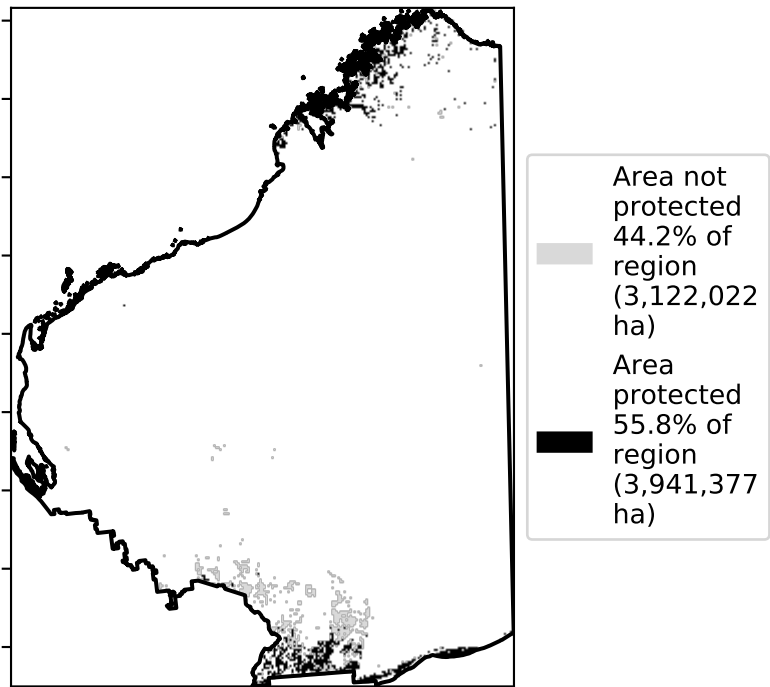 Area not
protected
44.2% of
region
(3,122,022
ha)
Area
protected
55.8% of
region
(3,941,377
ha)